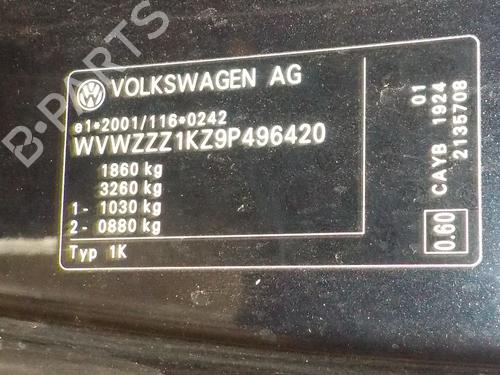 VOLKSWAGEN AG
e1*2001/116*0242
WVWZZZ1KZ9P496420
1860 kg
3260 kg
1- 1030 kg
2- 0880 kg
Typ 1K
01
CAYB 1924
2135708
0.60
B-PARTS